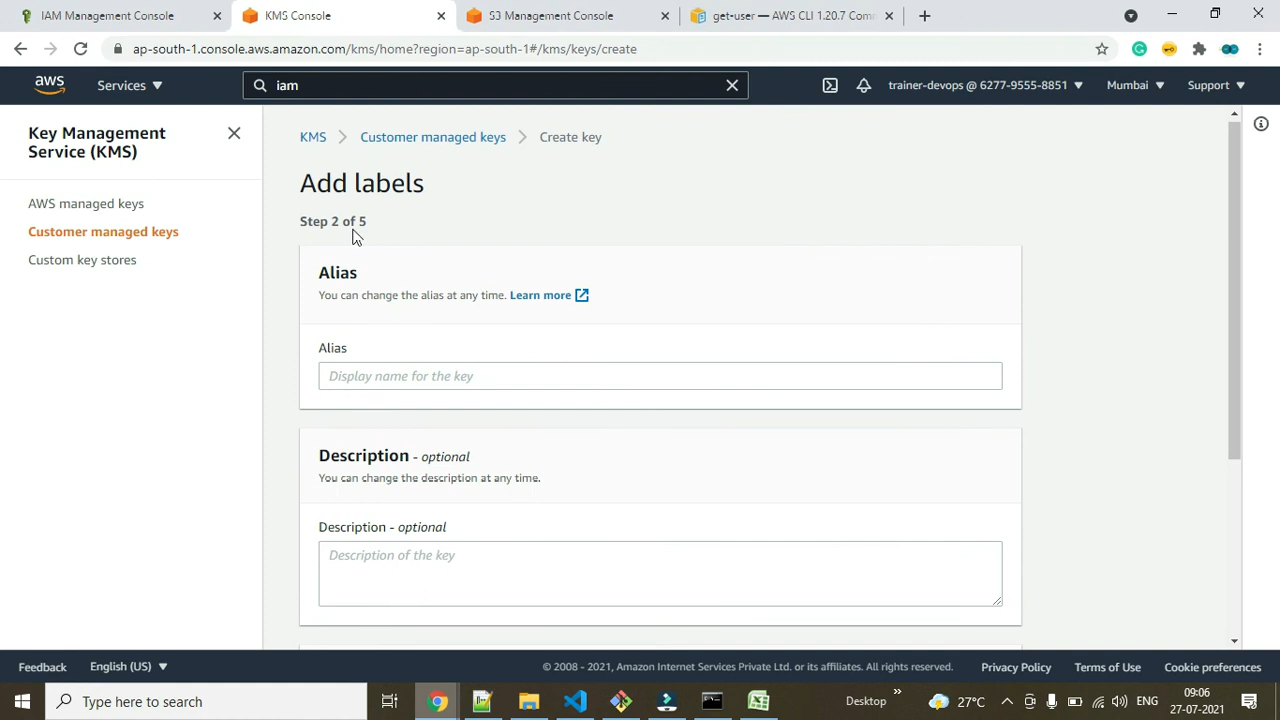 IAM Management Console
KMS Console
S3 Management Console
get-user — AWS CLI 1.20.7 Comm
ap-south-1.console.aws.amazon.com/kms/home?region=ap-south-1#/kms/keys/create
aws
Services
iam
trainer-devops @ 6277-9555-8851
Mumbai
Support
Key Management
Service (KMS)
AWS managed keys
Customer managed keys
Custom key stores
KMS
Customer managed keys
Create key
Add labels
Step 2 of 5
Alias
You can change the alias at any time. Learn more
Alias
Display name for the key
Description - optional
You can change the description at any time.
Description - optional
Description of the key
Feedback
English (US)
© 2008 - 2021, Amazon Internet Services Private Ltd. or its affiliates. All rights reserved.
Privacy Policy
Terms of Use
Cookie preferences
Type here to search
Desktop
27°C
ENG
09:06
27-07-2021